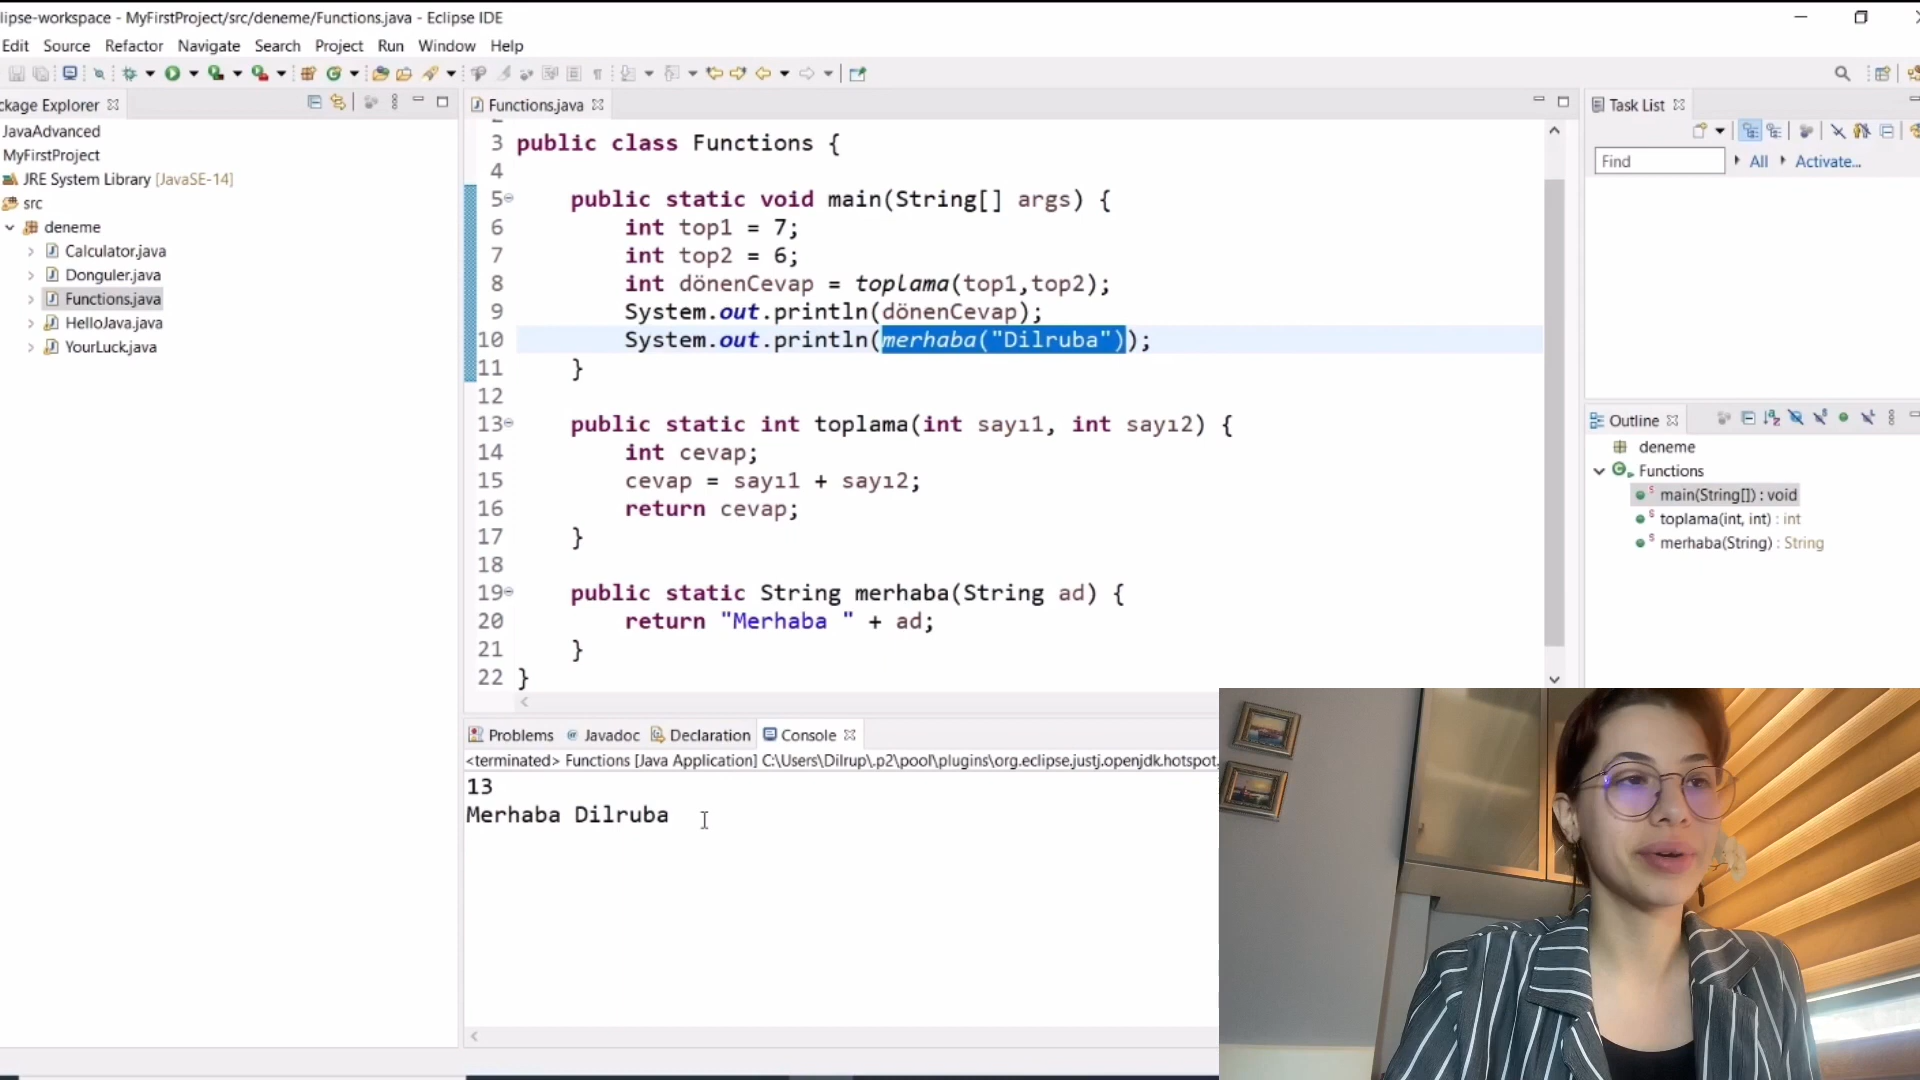 lipse-workspace - MyFirstProject/src/deneme/Functions.java - Eclipse IDE
Edit Source Refactor Navigate Search Project Run Window Help
ckage Explorer
JavaAdvanced
MyFirstProject
JRE System Library [JavaSE-14]
src
deneme
Calculator.java
Donguler.java
Functions.java
HelloJava.java
YourLuck.java
Functions.java
3 public class Functions {
4
5 public static void main(String[] args) {
6 int top1 = 7;
7 int top2 = 6;
8 int dönenCevap = toplama(top1,top2);
9 System.out.println(dönenCevap);
10 System.out.println(merhaba("Dilruba"));
11 }
12
13 public static int toplama(int sayı1, int sayı2) {
14 int cevap;
15 cevap = sayı1 + sayı2;
16 return cevap;
17 }
18
19 public static String merhaba(String ad) {
20 return "Merhaba " + ad;
21 }
22 }
Problems Javadoc Declaration Console
<terminated> Functions [Java Application] C:\Users\Dilrup\.p2\pool\plugins\org.eclipse.justj.openjdk.hotspot.
13
Merhaba Dilruba
Task List
Find All Activate...
Outline
deneme
Functions
main(String[]) : void
toplama(int, int) : int
merhaba(String) : String